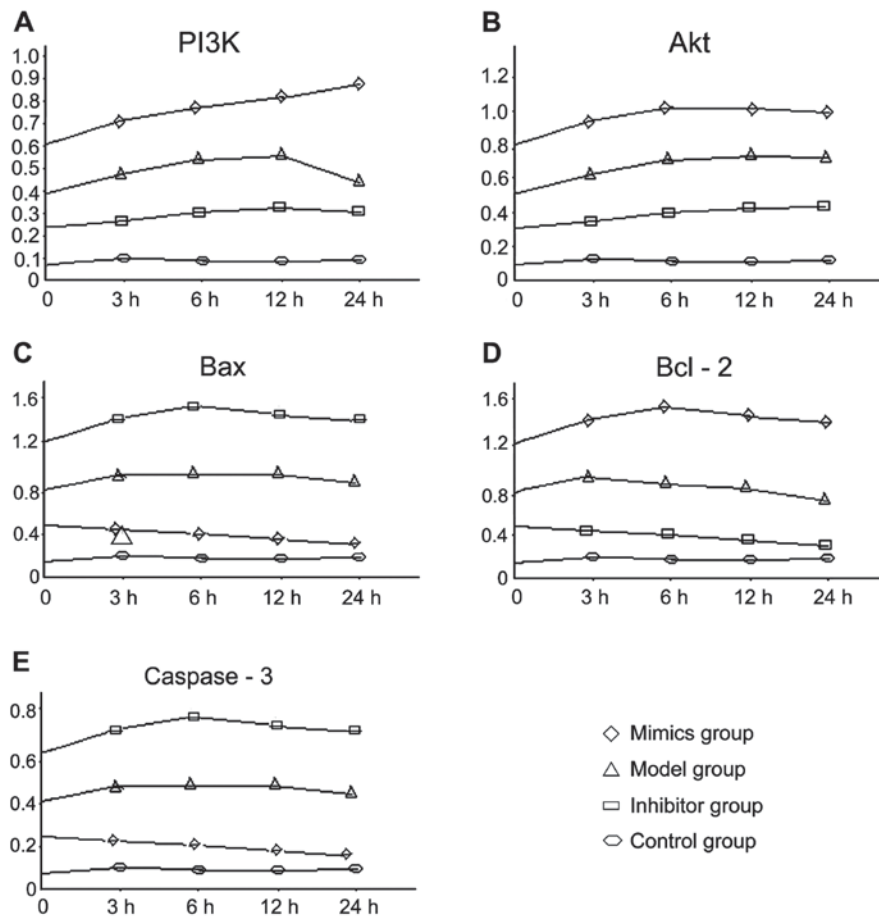 A
PI3K
1.0
0.9
0.8
0.7
0.6
0.5
0.4
0.3
0.2
0.1
0
0 3 h 6 h 12 h 24 h
B
Akt
1.2
1.0
0.8
0.6
0.4
0.2
0
0 3 h 6 h 12 h 24 h
C
Bax
1.6
1.2
0.8
0.4
0
0 3 h 6 h 12 h 24 h
D
Bcl - 2
1.6
1.2
0.8
0.4
0
0 3 h 6 h 12 h 24 h
E
Caspase - 3
0.8
0.6
0.4
0.2
0
0 3 h 6 h 12 h 24 h
Mimics group
Model group
Inhibitor group
Control group